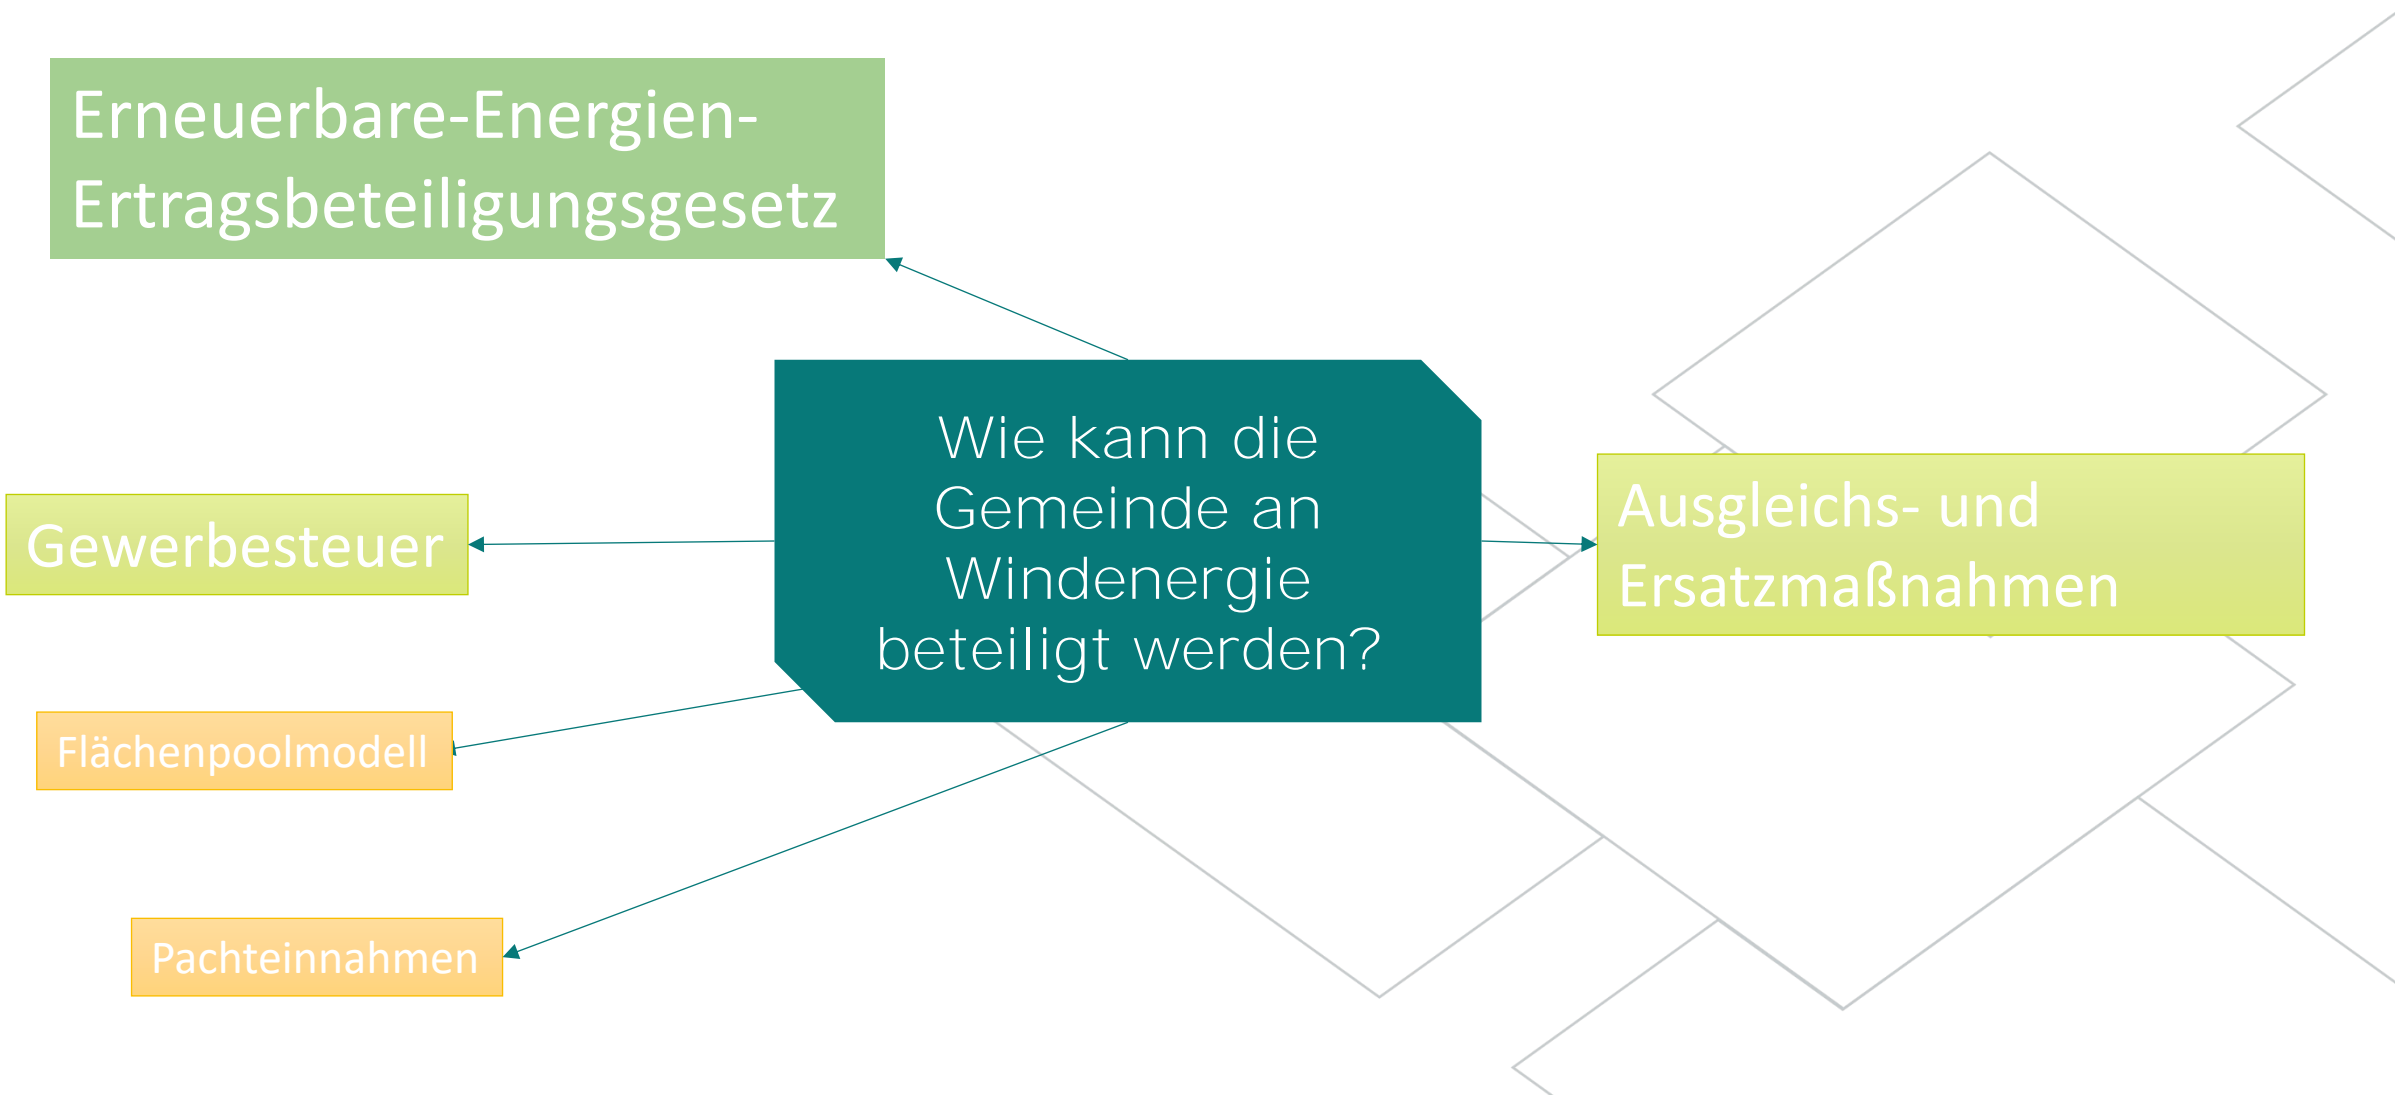 Erneuerbare-Energien-
Ertragsbeteiligungsgesetz
Wie kann die
Gemeinde an
Windenergie
beteiligt werden?
Gewerbesteuer
Ausgleichs- und
Ersatzmaßnahmen
Flächenpoolmodell
Pachteinnahmen